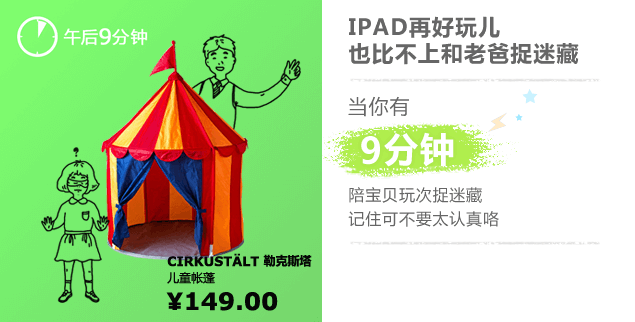 午后9分钟
CIRKUSTÄLT 勒克斯塔
儿童帐蓬
¥149.00
IPAD再好玩儿
也比不上和老爸捉迷藏
当你有
9分钟
陪宝贝玩次捉迷藏
记住可不要太认真咯